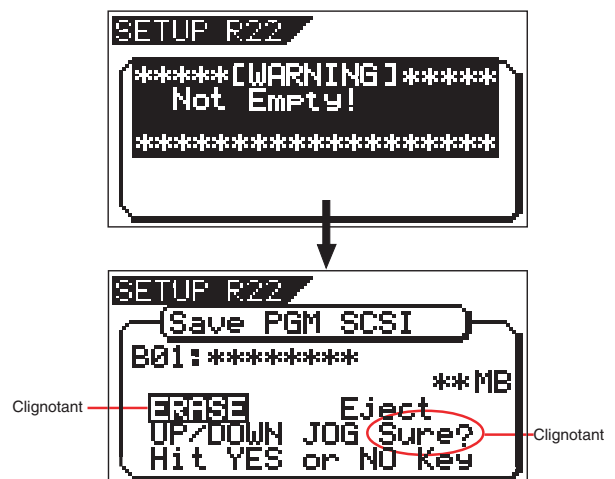 SETUP R22
*****[WARNING]*****
Not Empty!
*********************
SETUP R22
Save PGM SCSI
B01:********
**MB
Clignotant
ERASE Eject
UP/DOWN JOG Sure?
Clignotant
Hit YES or NO Key